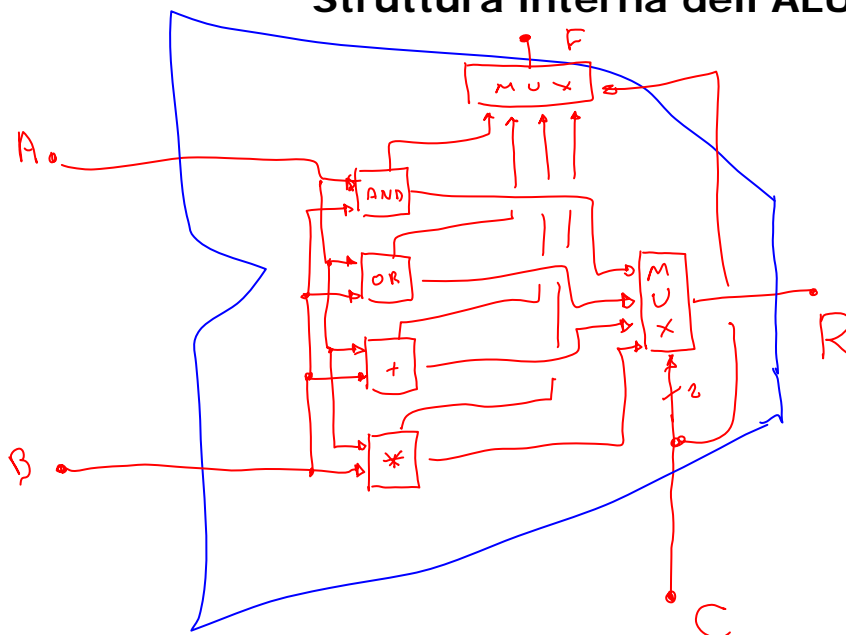 Struttura interna dell'ALU
F
MUX
A
AND
OR
MUX
+
R
2
B
*
C